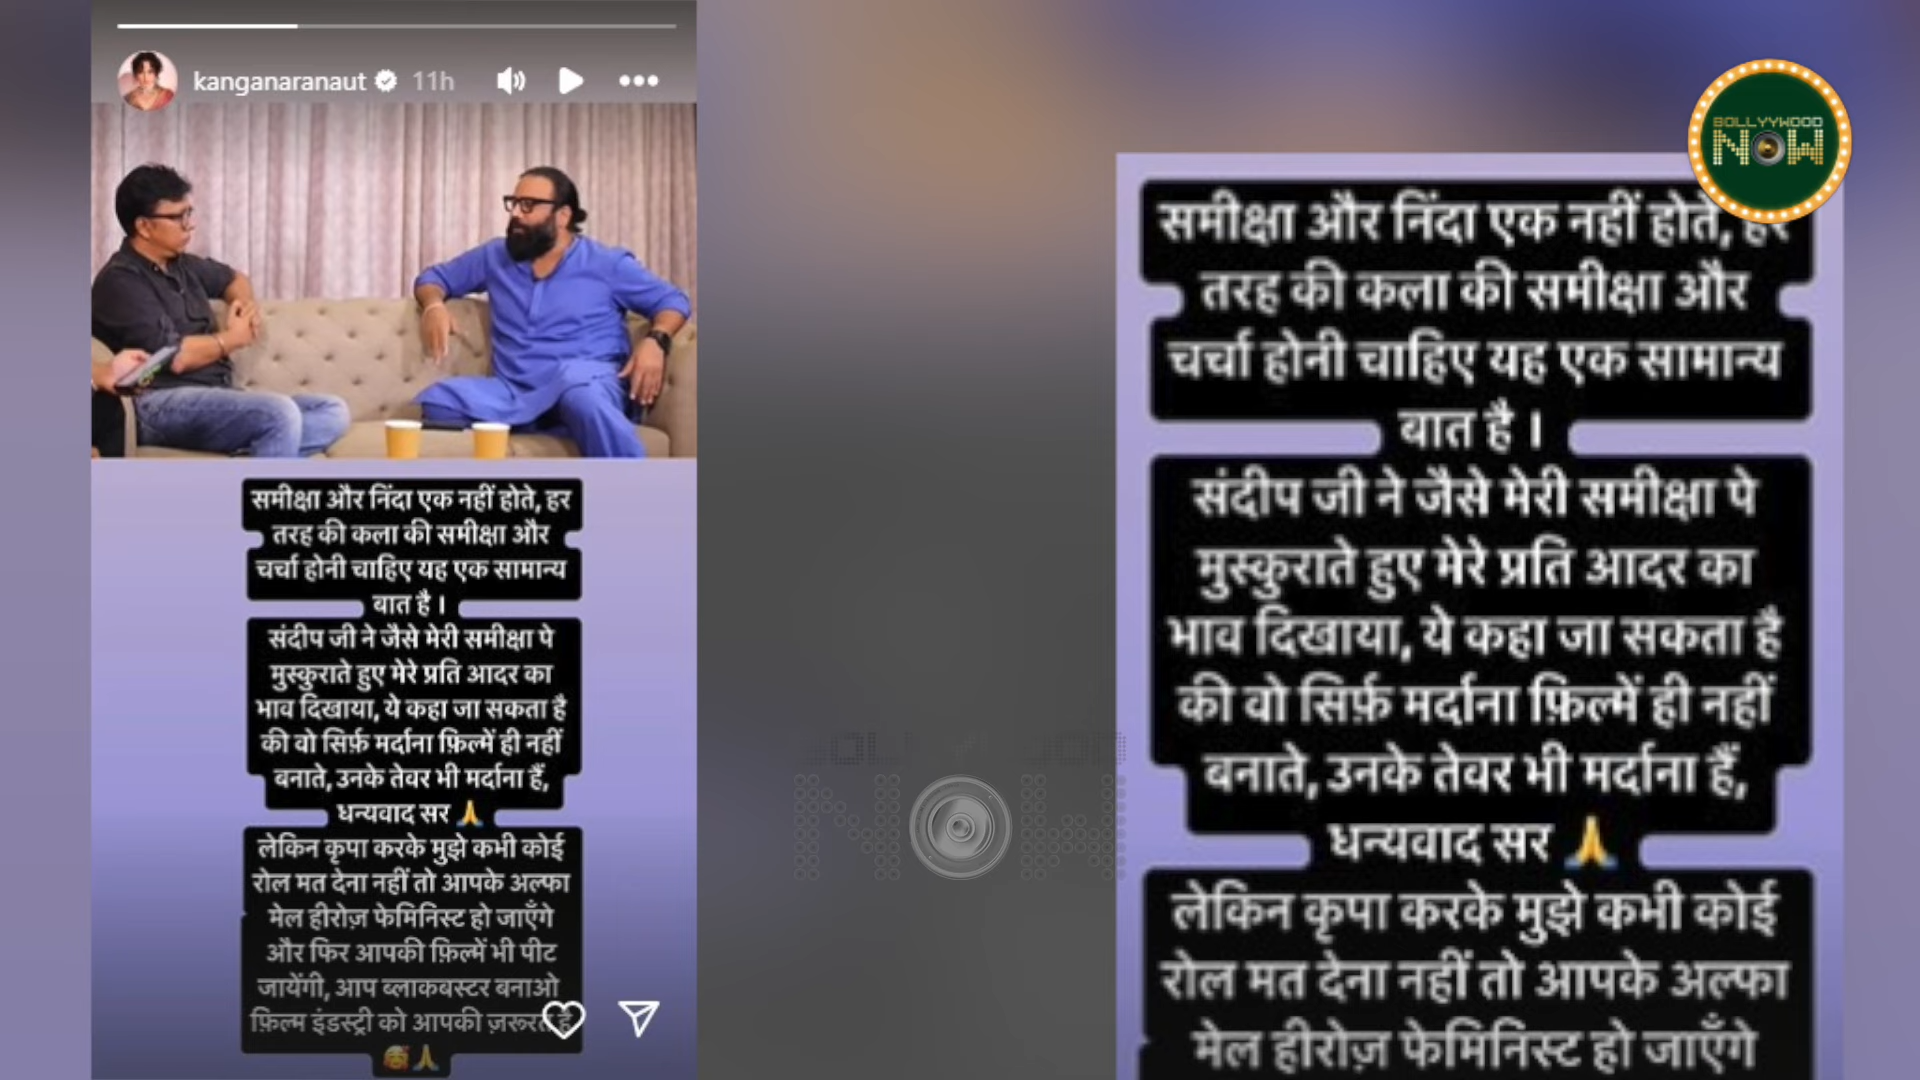 kanganaranaut 11h
समीक्षा और निंदा एक नहीं होते, हर
तरह की कला की समीक्षा और
चर्चा होनी चाहिए यह एक सामान्य
बात है ।
संदीप जी ने जैसे मेरी समीक्षा पे
मुस्कुराते हुए मेरे प्रति आदर का
भाव दिखाया, ये कहा जा सकता है
की वो सिर्फ़ मर्दाना फ़िल्में ही नहीं
बनाते, उनके तेवर भी मर्दाना हैं,
धन्यवाद सर 🙏
लेकिन कृपा करके मुझे कभी कोई
रोल मत देना नहीं तो आपके अल्फा
मेल हीरोज़ फेमिनिस्ट हो जाएँगे
और फिर आपकी फ़िल्में भी पीट
जायेंगी, आप ब्लाकबस्टर बनाओ
फ़िल्म इंडस्ट्री को आपकी ज़रूरत है
🥰🙏
BOLLYYWOOD
NOW
समीक्षा और निंदा एक नहीं होते, हर
तरह की कला की समीक्षा और
चर्चा होनी चाहिए यह एक सामान्य
बात है ।
संदीप जी ने जैसे मेरी समीक्षा पे
मुस्कुराते हुए मेरे प्रति आदर का
भाव दिखाया, ये कहा जा सकता है
की वो सिर्फ़ मर्दाना फ़िल्में ही नहीं
बनाते, उनके तेवर भी मर्दाना हैं,
धन्यवाद सर 🙏
लेकिन कृपा करके मुझे कभी कोई
रोल मत देना नहीं तो आपके अल्फा
मेल हीरोज़ फेमिनिस्ट हो जाएँगे
NOW